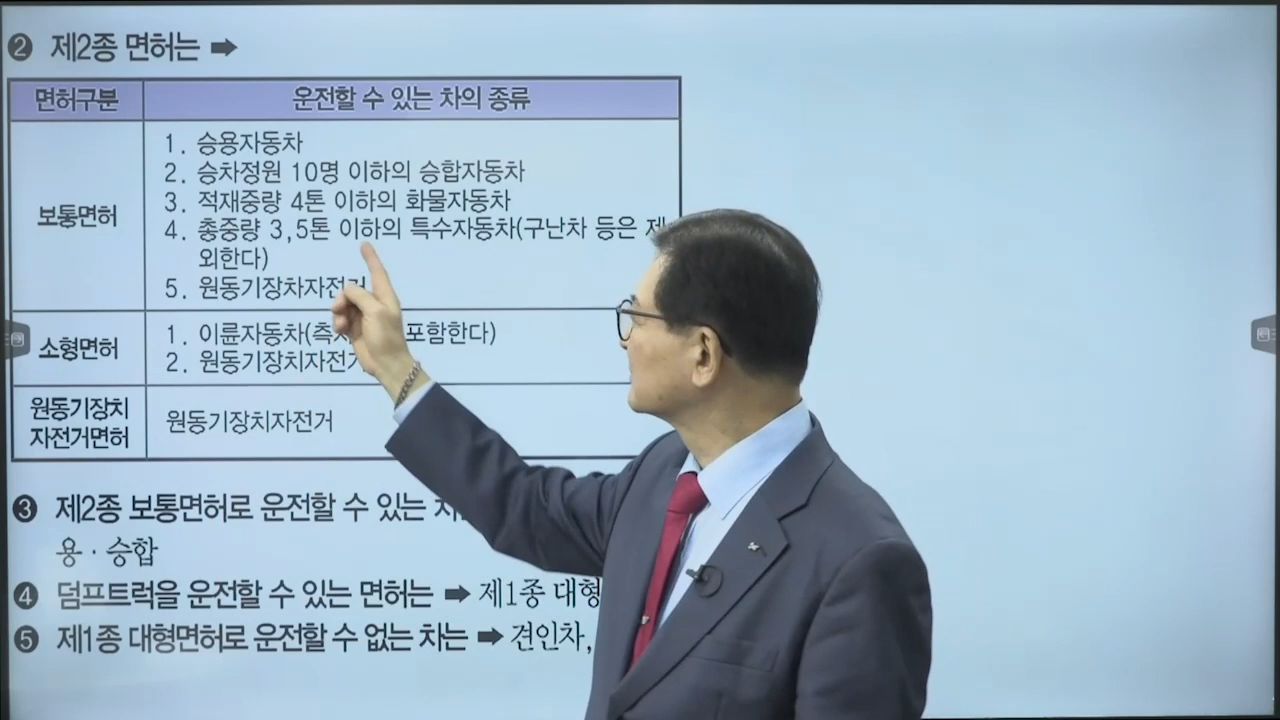 ❷ 제2종 면허는 ➡
면허구분 운전할 수 있는 차의 종류
보통면허
1. 승용자동차
2. 승차정원 10명 이하의 승합자동차
3. 적재중량 4톤 이하의 화물자동차
4. 총중량 3,5톤 이하의 특수자동차(구난차 등은 제
외한다)
5. 원동기장차자전거
소형면허
1. 이륜자동차(측차 포함한다)
2. 원동기장치자전거
원동기장치
자전거면허
원동기장치자전거
❸ 제2종 보통면허로 운전할 수 있는
용·승합
❹ 덤프트럭을 운전할 수 있는 면허는 ➡ 제1종 대형
❺ 제1종 대형면허로 운전할 수 없는 차는 ➡ 견인차,